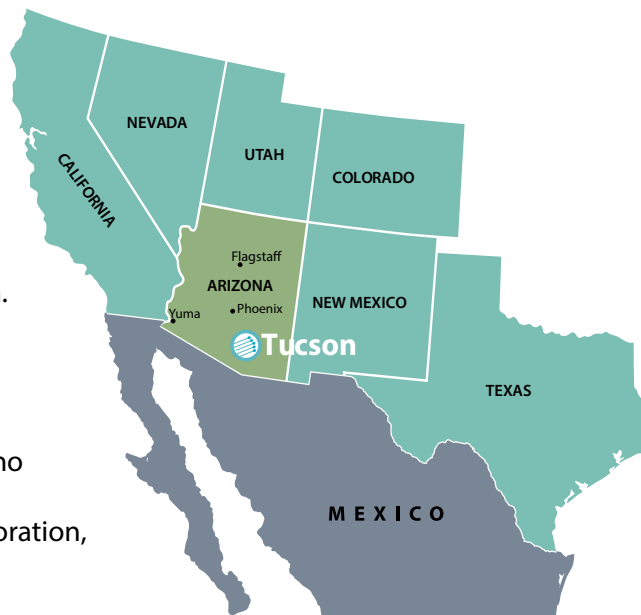 NEVADA
UTAH
COLORADO
CALIFORNIA
Flagstaff
ARIZONA
.
NEW MEXICO
Yuma
Phoenix
Tucson
TEXAS
no
MEXICO
oration,